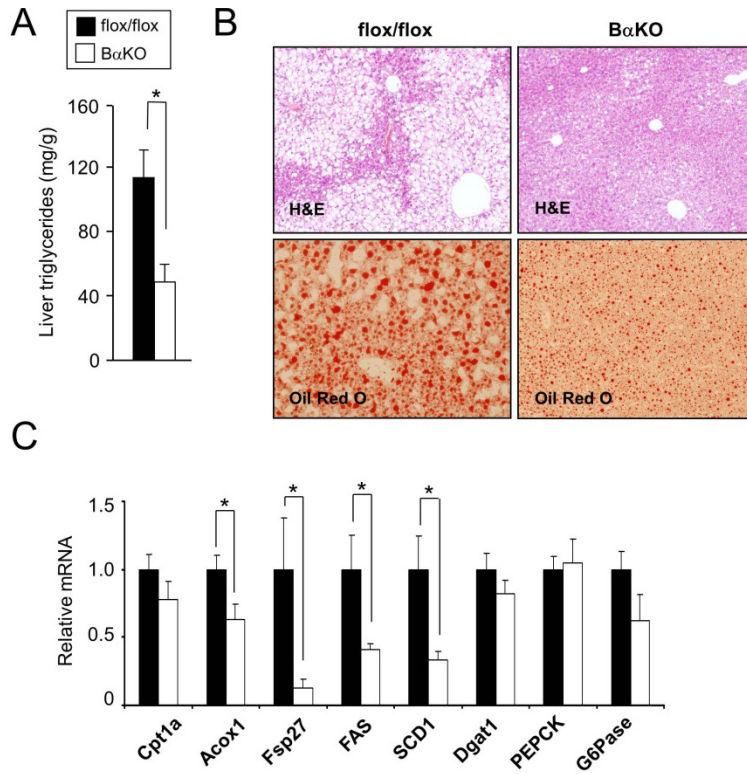 A
flox/flox
BαKO
Liver triglycerides (mg/g)
160
120
80
40
0
*
B
flox/flox
BαKO
H&E
H&E
Oil Red O
Oil Red O
C
Relative mRNA
1.5
1.0
0.5
0
*
*
*
*
Cpt1a
Acox1
Fsp27
FAS
SCD1
Dgat1
PEPCK
G6Pase